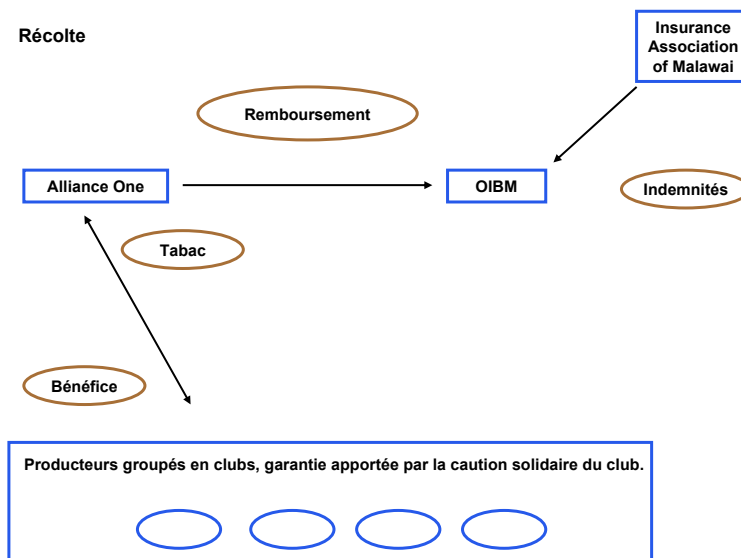 Récolte
Insurance
Association
of Malawai
Remboursement
Alliance One
OIBM
Indemnités
Tabac
Bénéfice
Producteurs groupés en clubs, garantie apportée par la caution solidaire du club.